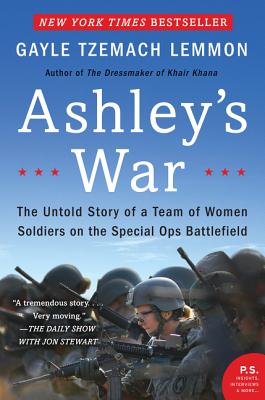 NEW YORK TIMES BESTSELLER
GAYLE TZEMACH LEMMON
Author of The Dressmaker of Khair Khana
Ashley's
War
The Untold Story of a Team of Women
Soldiers on the Special Ops Battlefield
"A tremendous story. . . .
Very moving."
—THE DAILY SHOW
WITH JON STEWART
P.S.
INSIGHTS,
INTERVIEWS
& MORE...